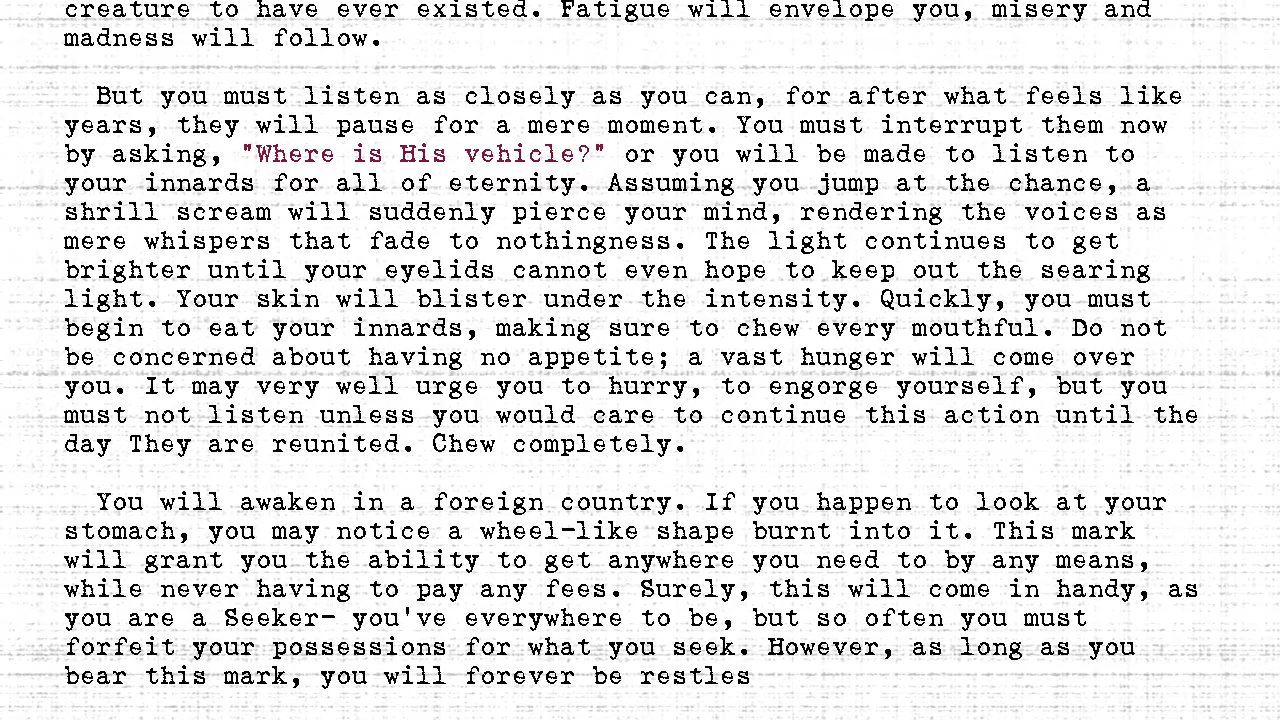 creature to have ever existed. Fatigue will envelope you, misery and
madness will follow.
But you must listen as closely as you can, for after what feels like
years, they will pause for a mere moment. You must interrupt them now
by asking, "Where is His vehicle?" or you will be made to listen to
your innards for all of eternity. Assuming you jump at the chance, a
shrill scream will suddenly pierce your mind, rendering the voices as
mere whispers that fade to nothingness. The light continues to get
brighter until your eyelids cannot even hope to keep out the searing
light. Your skin will blister under the intensity. Quickly, you must
begin to eat your innards, making sure to chew every mouthful. Do not
be concerned about having no appetite; a vast hunger will come over
you. It may very well urge you to hurry, to engorge yourself, but you
must not listen unless you would care to continue this action until the
day They are reunited. Chew completely.
You will awaken in a foreign country. If you happen to look at your
stomach, you may notice a wheel-like shape burnt into it. This mark
will grant you the ability to get anywhere you need to by any means,
while never having to pay any fees. Surely, this will come in handy, as
you are a Seeker- you've everywhere to be, but so often you must
forfeit your possessions for what you seek. However, as long as you
bear this mark, you will forever be restles